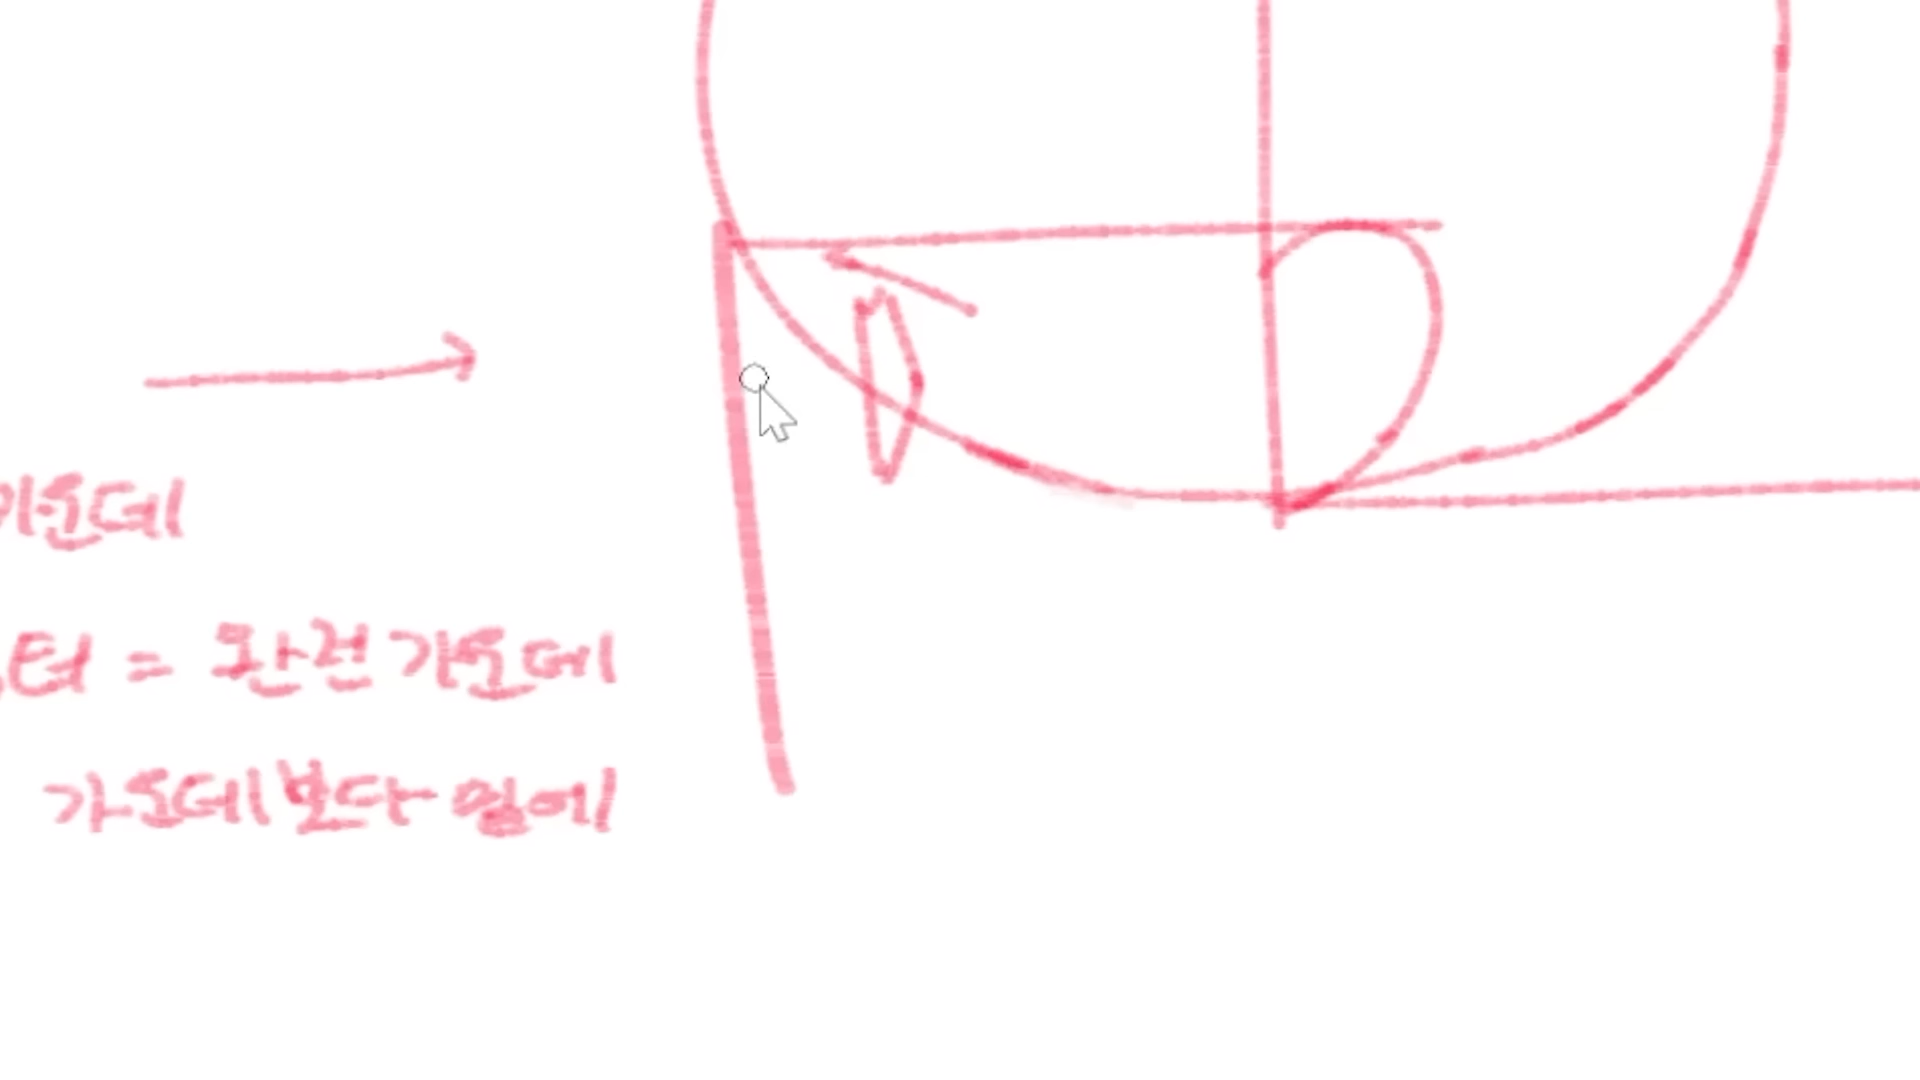 가운데
터 = 완전 가운데
가운데보다 앞에